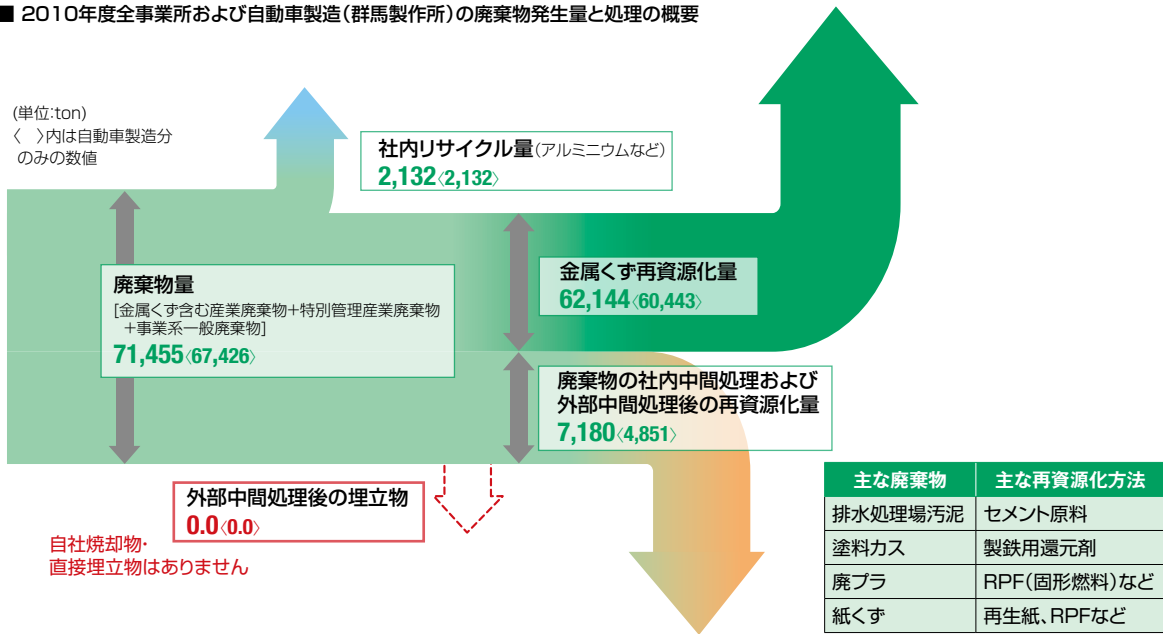 ■ 2010年度全事業所および自動車製造(群馬製作所)の廃棄物発生量と処理の概要
(単位:ton)
〈　〉内は自動車製造分
のみの数値
社内リサイクル量(アルミニウムなど)
2,132〈2,132〉
廃棄物量
[金属くず含む産業廃棄物+特別管理産業廃棄物
+事業系一般廃棄物]
71,455〈67,426〉
金属くず再資源化量
62,144〈60,443〉
廃棄物の社内中間処理および
外部中間処理後の再資源化量
7,180〈4,851〉
外部中間処理後の埋立物
0.0〈0.0〉
自社焼却物・
直接埋立物はありません
主な廃棄物 主な再資源化方法
排水処理場汚泥 セメント原料
塗料カス 製鉄用還元剤
廃プラ RPF(固形燃料)など
紙くず 再生紙、RPFなど